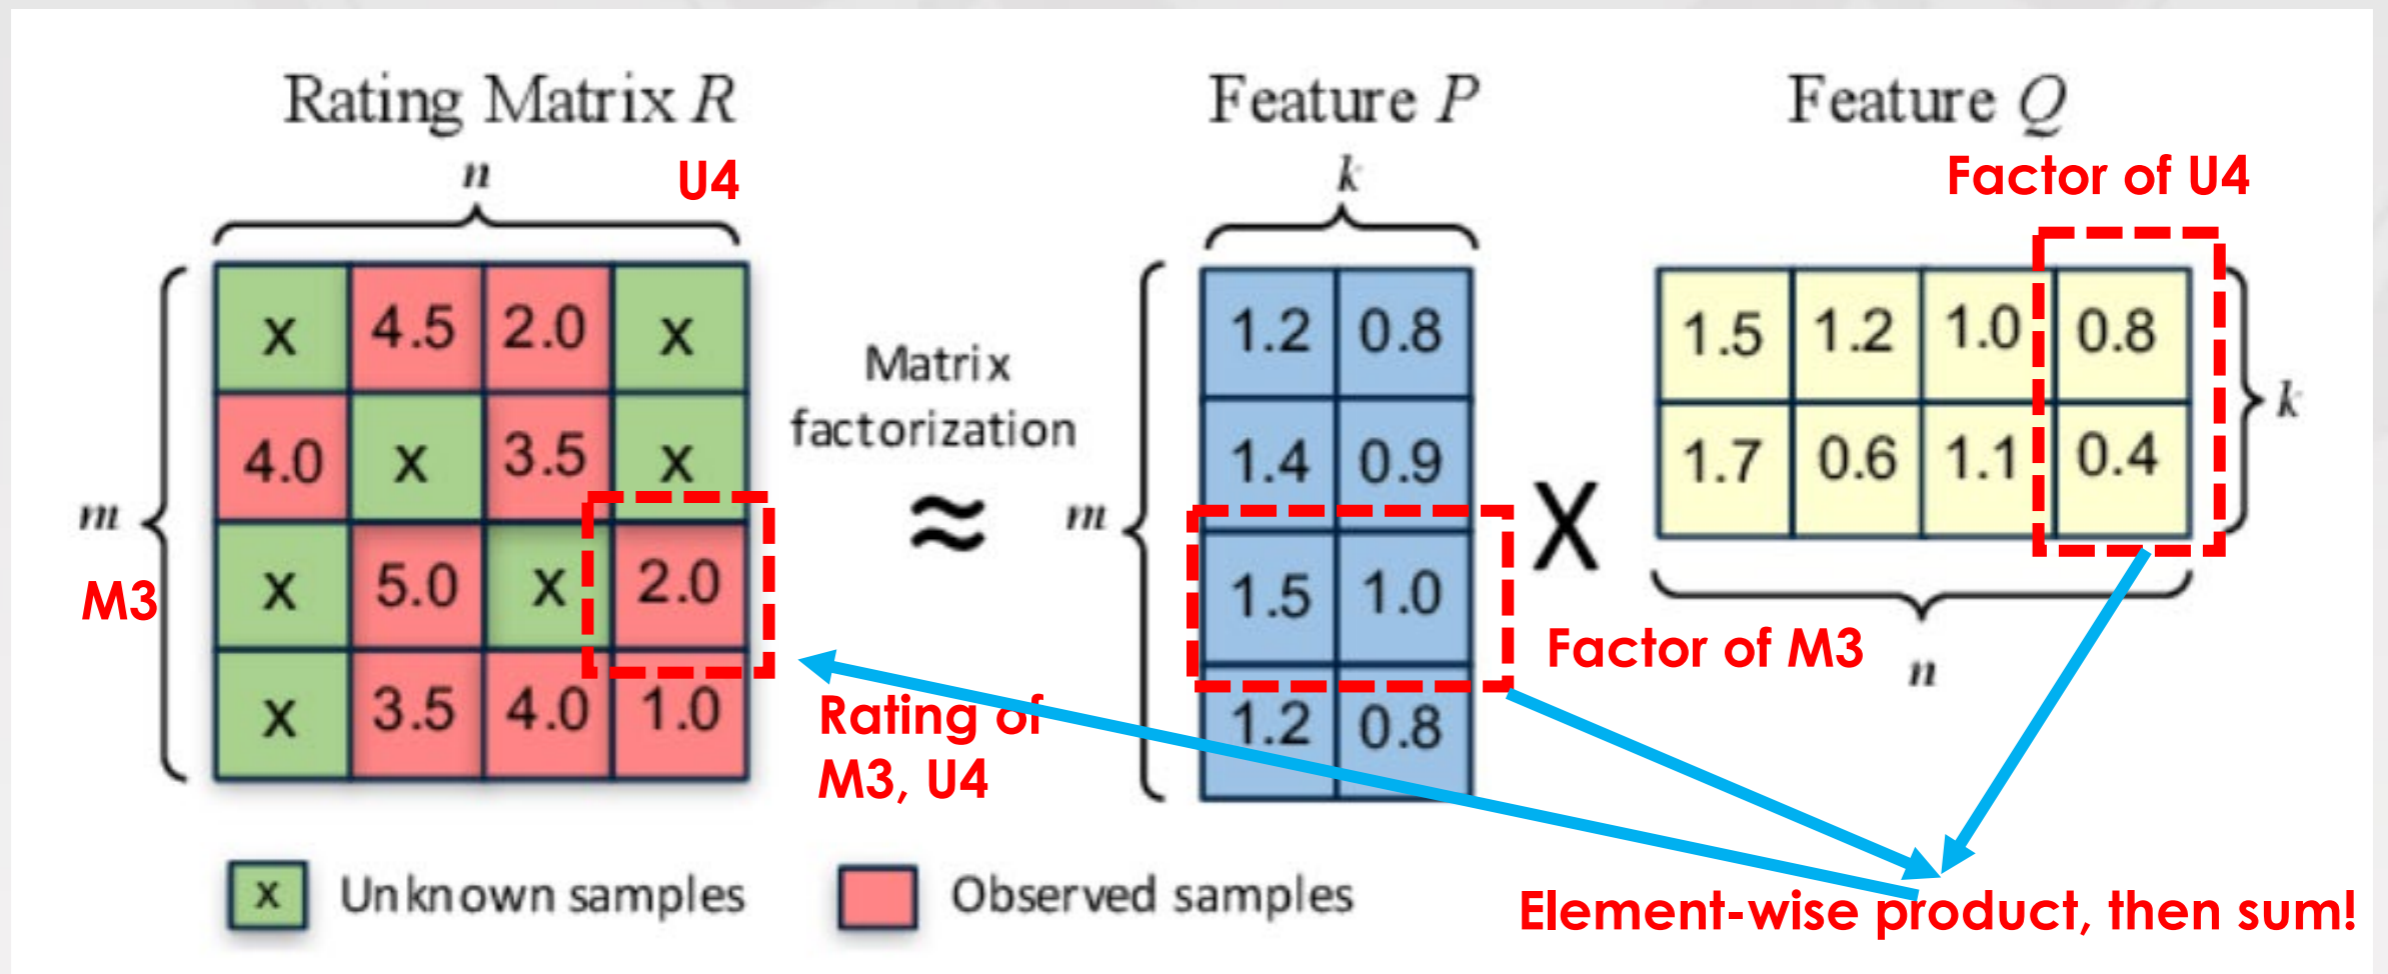 Rating Matrix R
n
U4
m
M3
x 4.5 2.0 x
4.0 x 3.5 x
x 5.0 x 2.0
x 3.5 4.0 1.0
Matrix
factorization
≈
Rating of
M3, U4
Feature P
k
m
1.2 0.8
1.4 0.9
1.5 1.0
1.2 0.8
X
Factor of M3
Feature Q
Factor of U4
1.5 1.2 1.0 0.8
1.7 0.6 1.1 0.4
k
n
x Unknown samples
Observed samples
Element-wise product, then sum!